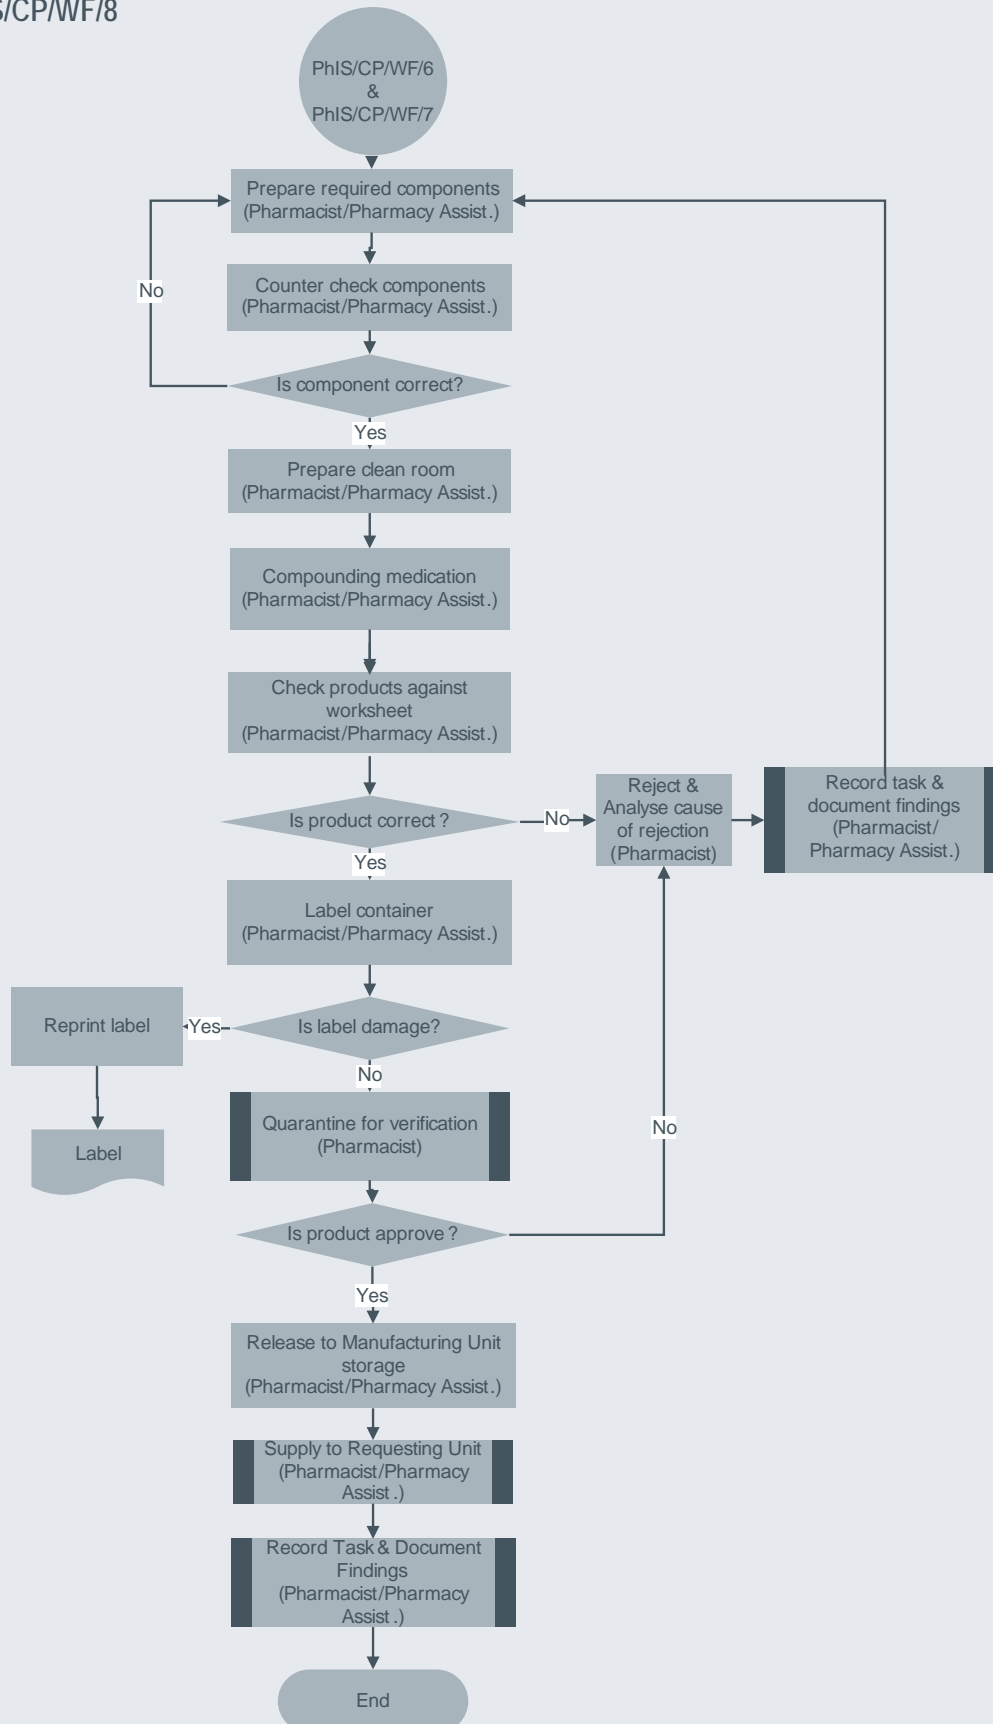 S/CP/WF/8
PhIS/CP/WF/6
&
PhIS/CP/WF/7
Prepare required components
(Pharmacist/Pharmacy Assist.)
No
Counter check components
(Pharmacist/Pharmacy Assist.)
Is component correct?
Yes
Prepare clean room
(Pharmacist/Pharmacy Assist.)
Compounding medication
(Pharmacist/Pharmacy Assist.)
Check products against
worksheet
(Pharmacist/Pharmacy Assist.)
Is product correct?
No
Reject &
Analyse cause
of rejection
(Pharmacist)
Record task &
document findings
(Pharmacist/
Pharmacy Assist.)
Yes
Label container
(Pharmacist/Pharmacy Assist.)
Is label damage?
Yes
Reprint label
Label
No
Quarantine for verification
(Pharmacist)
No
Is product approve?
Yes
Release to Manufacturing Unit
storage
(Pharmacist/Pharmacy Assist.)
Supply to Requesting Unit
(Pharmacist/Pharmacy
Assist.)
Record Task & Document
Findings
(Pharmacist/Pharmacy
Assist.)
End